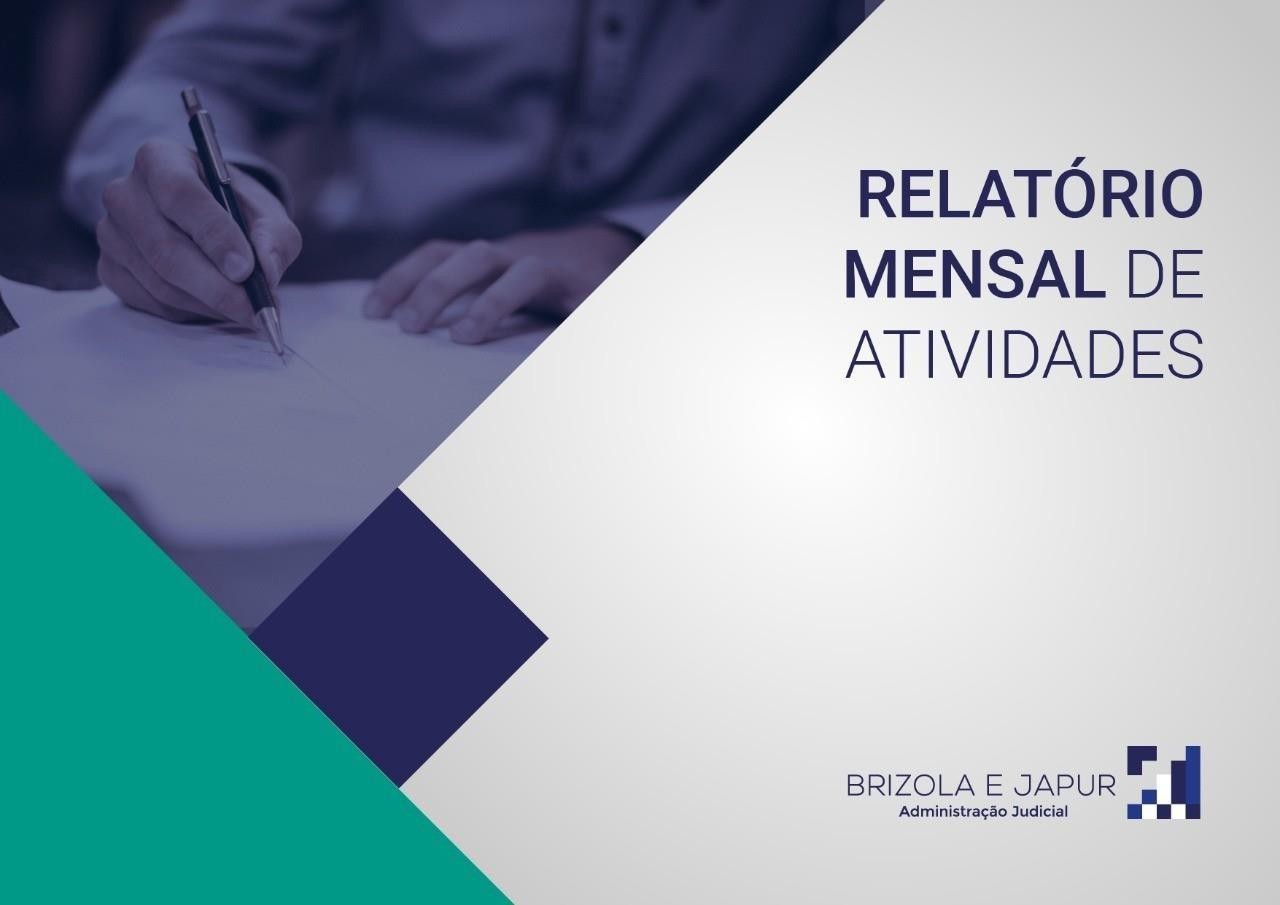 RELATÓRIO
MENSAL DE
ATIVIDADES
BRIZOLA E JAPUR
Administração Judicial